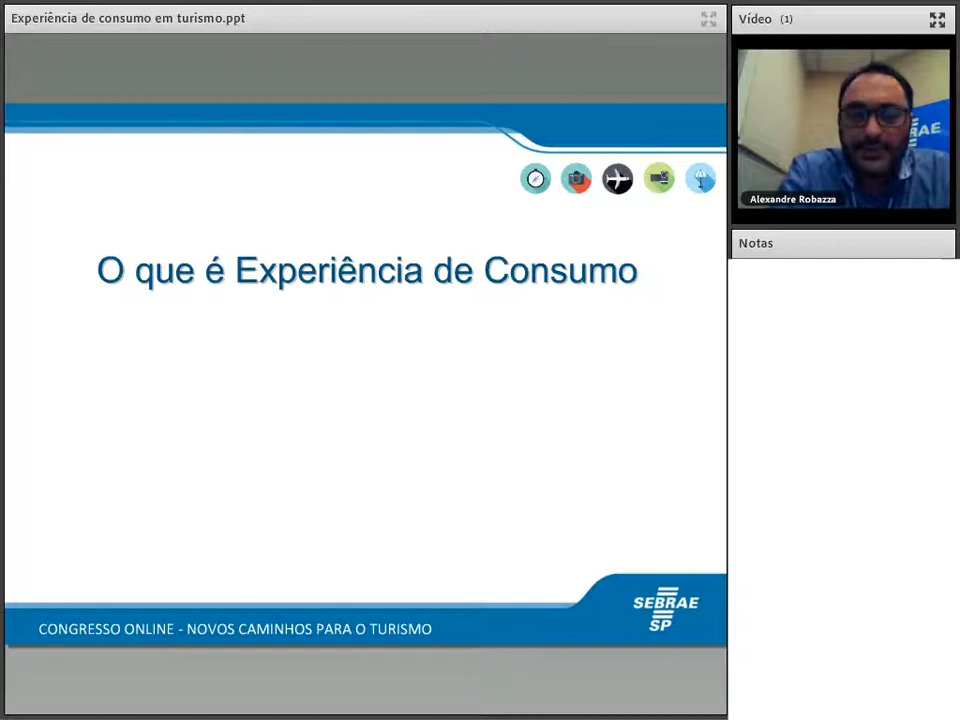 Experiência de consumo em turismo.ppt
Vídeo (1)
AE
Alexandre Robazza
Notas
O que é Experiência de Consumo
SEBRAE
SP
CONGRESSO ONLINE - NOVOS CAMINHOS PARA O TURISMO